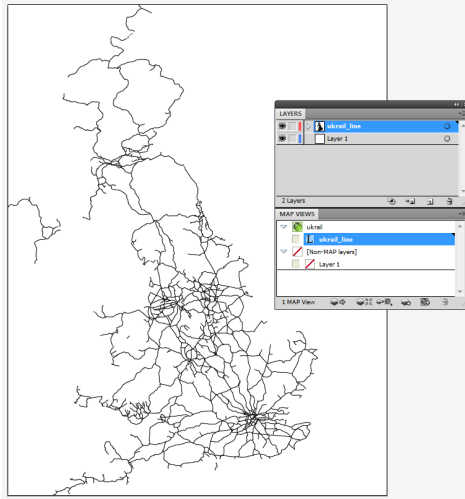 LAYERS
ukrail_line
Layer 1
2 Layers
MAP VIEWS
ukrail
ukrail_line
[Non-MAP layers]
Layer 1
1 MAP View